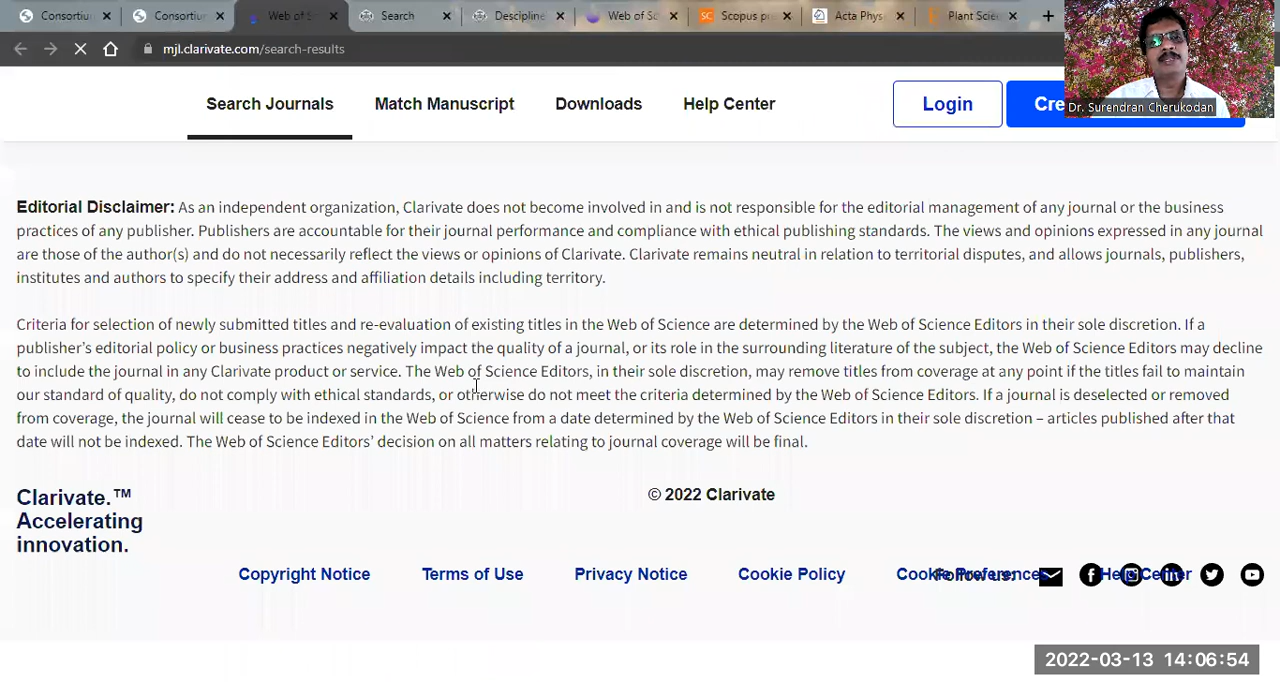 Consortiu
Consortiu
Web of S
Search
Descipline
Web of Sc
SC Scopus pr
Acta Phys
Plant Scie
mjl.clarivate.com/search-results
Search Journals
Match Manuscript
Downloads
Help Center
Login
Cre
Dr. Surendran Cherukodan
Editorial Disclaimer: As an independent organization, Clarivate does not become involved in and is not responsible for the editorial management of any journal or the business
practices of any publisher. Publishers are accountable for their journal performance and compliance with ethical publishing standards. The views and opinions expressed in any journal
are those of the author(s) and do not necessarily reflect the views or opinions of Clarivate. Clarivate remains neutral in relation to territorial disputes, and allows journals, publishers,
institutes and authors to specify their address and affiliation details including territory.
Criteria for selection of newly submitted titles and re-evaluation of existing titles in the Web of Science are determined by the Web of Science Editors in their sole discretion. If a
publisher's editorial policy or business practices negatively impact the quality of a journal, or its role in the surrounding literature of the subject, the Web of Science Editors may decline
to include the journal in any Clarivate product or service. The Web of Science Editors, in their sole discretion, may remove titles from coverage at any point if the titles fail to maintain
our standard of quality, do not comply with ethical standards, or otherwise do not meet the criteria determined by the Web of Science Editors. If a journal is deselected or removed
from coverage, the journal will cease to be indexed in the Web of Science from a date determined by the Web of Science Editors in their sole discretion – articles published after that
date will not be indexed. The Web of Science Editors' decision on all matters relating to journal coverage will be final.
Clarivate.™
Accelerating
innovation.
© 2022 Clarivate
Copyright Notice
Terms of Use
Privacy Notice
Cookie Policy
Cookie Preferences
Follow us:
Help Center
2022-03-13 14:06:54